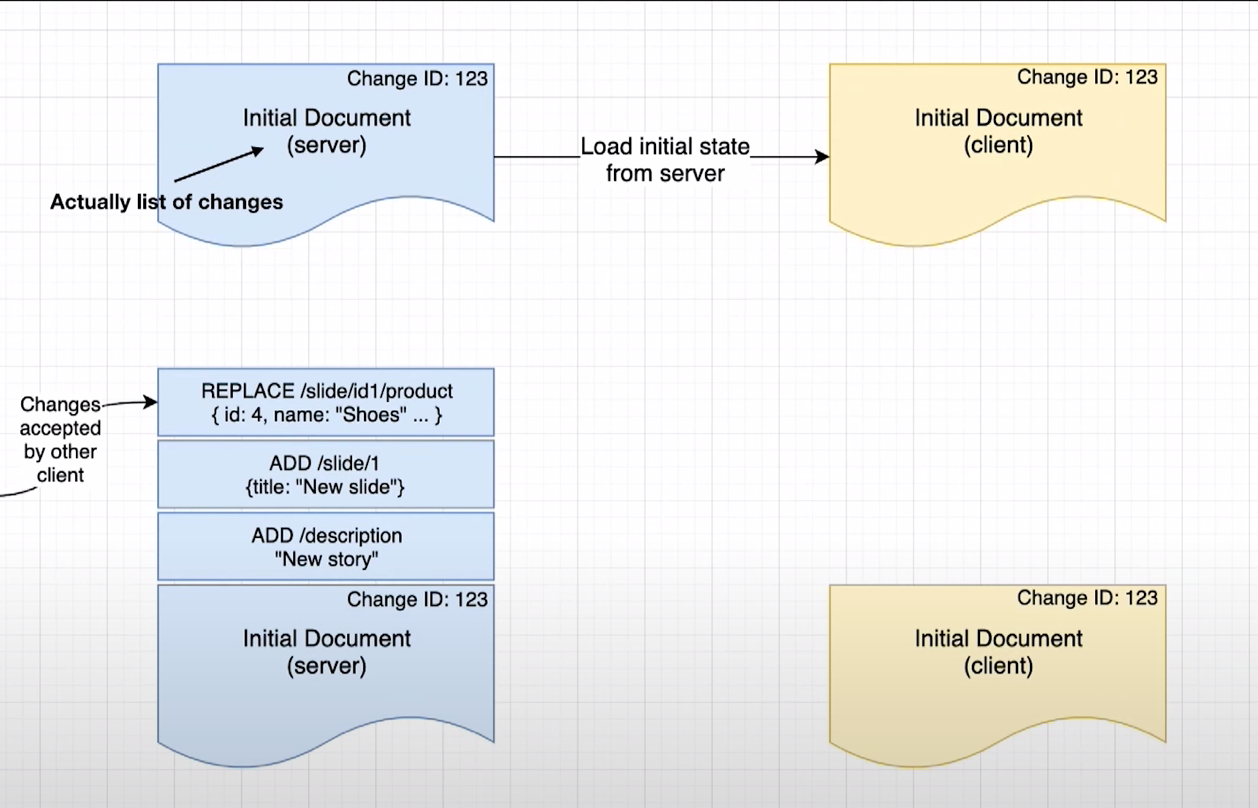 Change ID: 123
Initial Document
(server)
Actually list of changes
Load initial state
from server
Change ID: 123
Initial Document
(client)
Changes
accepted
by other
client
REPLACE /slide/id1/product
{ id: 4, name: "Shoes" ... }
ADD /slide/1
{title: "New slide"}
ADD /description
"New story"
Change ID: 123
Initial Document
(server)
Change ID: 123
Initial Document
(client)